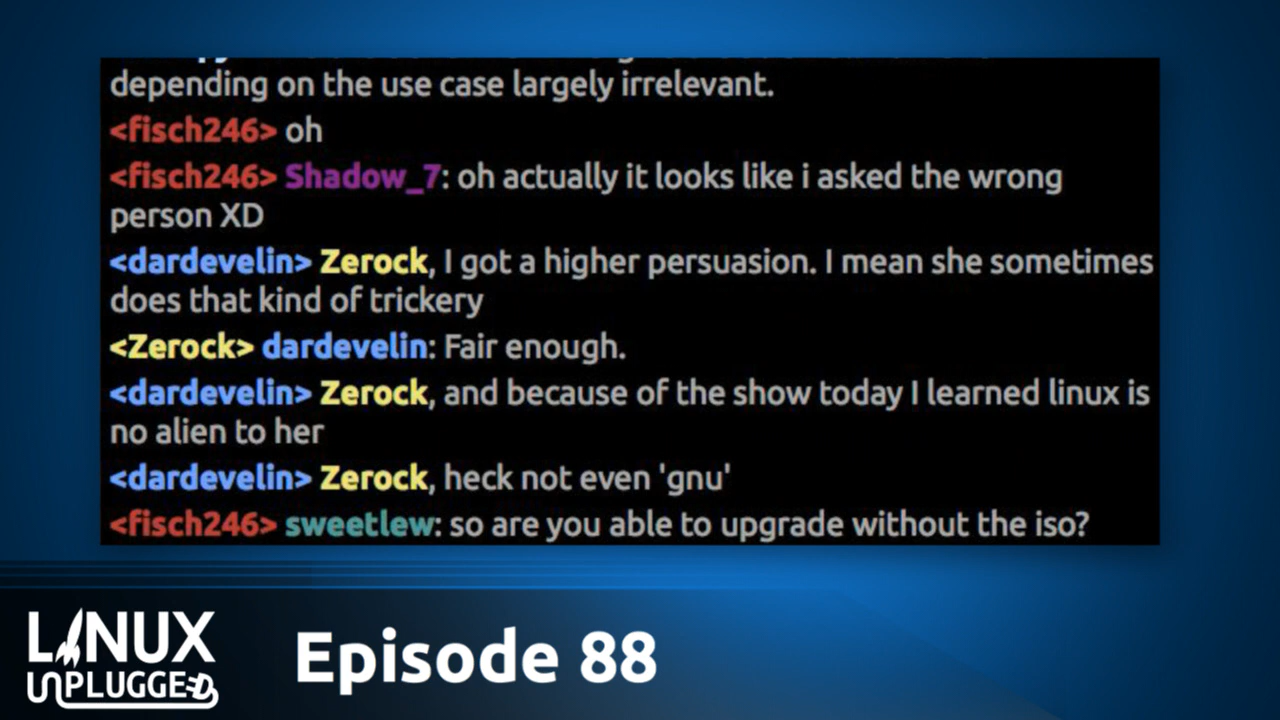 depending on the use case largely irrelevant.
<fisch246> oh
<fisch246> Shadow_7: oh actually it looks like i asked the wrong
person XD
<dardevelin> Zerock, I got a higher persuasion. I mean she sometimes
does that kind of trickery
<Zerock> dardevelin: Fair enough.
<dardevelin> Zerock, and because of the show today I learned linux is
no alien to her
<dardevelin> Zerock, heck not even 'gnu'
<fisch246> sweetlew: so are you able to upgrade without the iso?
LINUX
UNPLUGGED
Episode 88